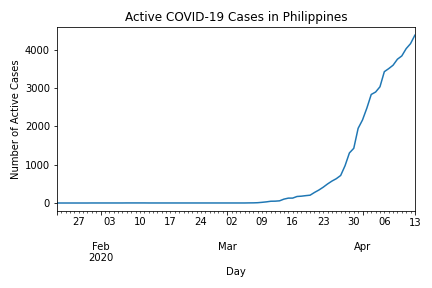 Active COVID-19 Cases in Philippines
Number of Active Cases
4000
3000
2000
1000
0
27 03 10 17 24 02 09 16 23 30 06 13
Feb Mar Apr
2020
Day